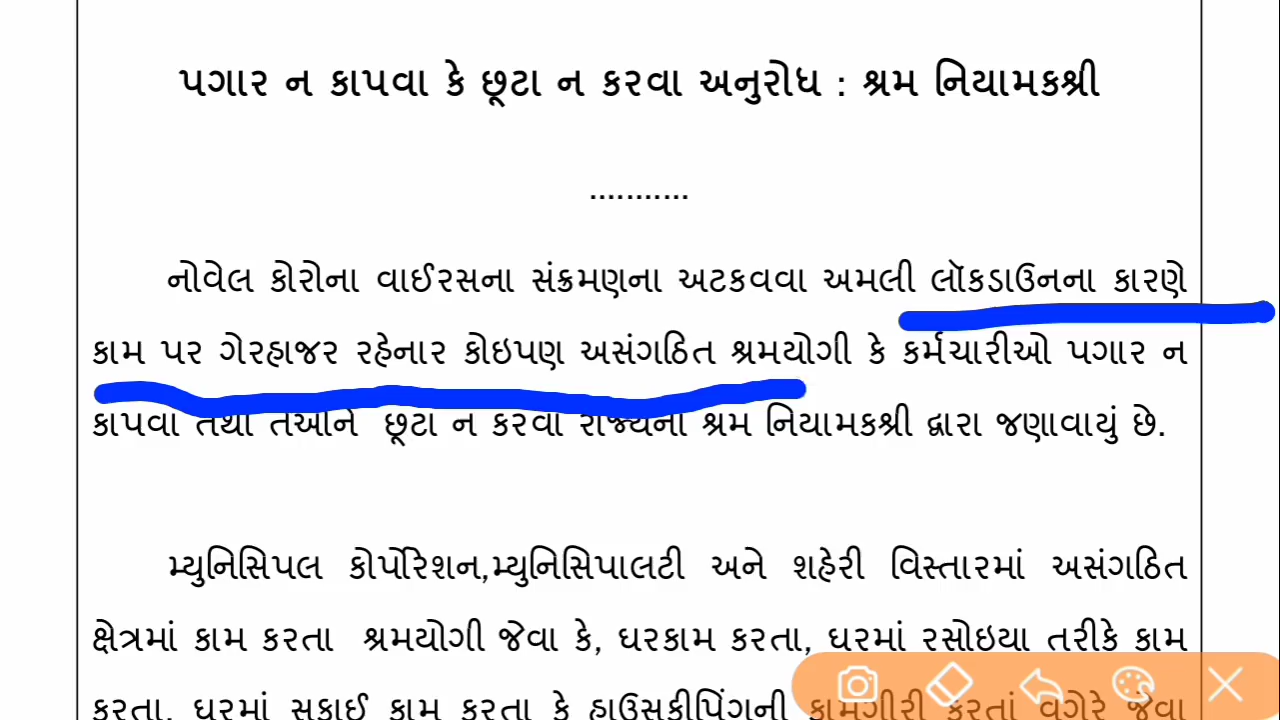 પગાર ન કાપવા કે છૂટા ન કરવા અનુરોધ : શ્રમ નિયામકશ્રી
...........
નોવેલ કોરોના વાઈરસના સંક્રમણના અટકવવા અમલી લૉકડાઉનના કારણે
કામ પર ગેરહાજર રહેનાર કોઇપણ અસંગઠિત શ્રમયોગી કે કર્મચારીઓ પગાર ન
કાપવા તથા તેઓને છૂટા ન કરવા રાજ્યના શ્રમ નિયામકશ્રી દ્વારા જણાવાયું છે.
મ્યુનિસિપલ કોર્પોરેશન,મ્યુનિસિપાલટી અને શહેરી વિસ્તારમાં અસંગઠિત
ક્ષેત્રમાં કામ કરતા શ્રમયોગી જેવા કે, ઘરકામ કરતા, ઘરમાં રસોઇયા તરીકે કામ
કરતા, ઘરમાં સફાઈ કામ કરતા કે હાઉસકીપિંગની કામગીરી કરતાં વગેરે જેવા